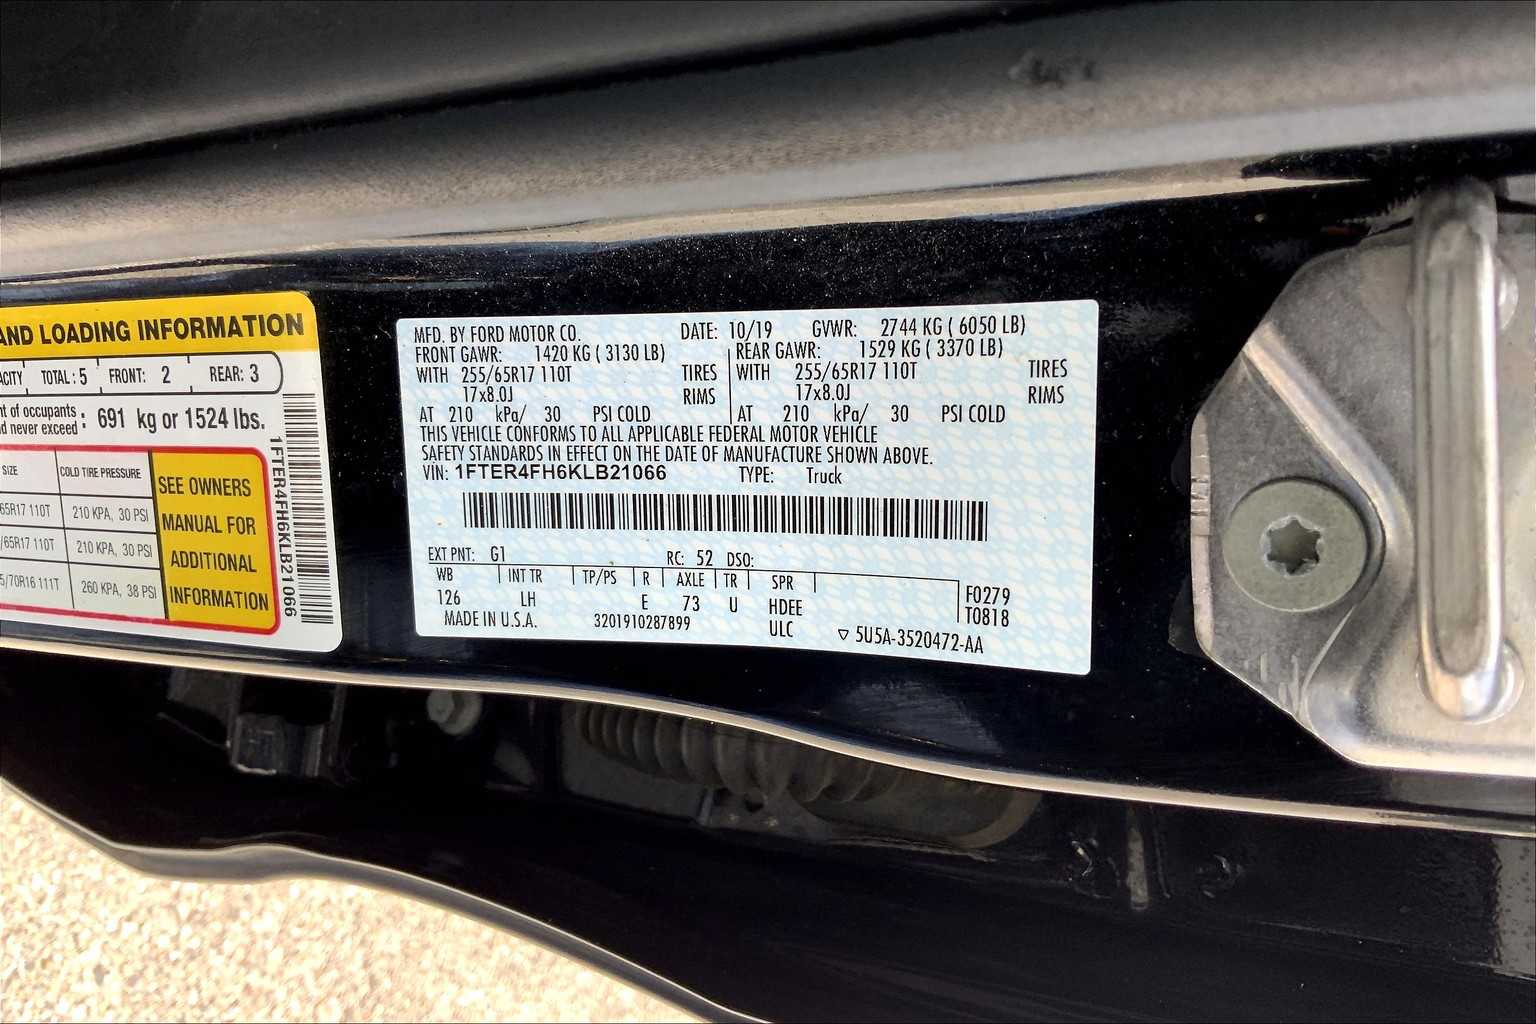 AND LOADING INFORMATION
TOTAL : 5 FRONT: 2 REAR: 3
of occupants
never exceed : 691 kg or 1524 lbs.
SIZE COLD TIRE PRESSURE
65R17 110T 210 KPA, 30 PSI
/65R17 110T 210 KPA, 30 PSI
/70R16 111T 260 KPA, 38 PSI
SEE OWNERS
MANUAL FOR
ADDITIONAL
INFORMATION
1FTER4FH6KLB21066
MFD. BY FORD MOTOR CO. DATE: 10/19 GVWR: 2744 KG ( 6050 LB)
FRONT GAWR: 1420 KG ( 3130 LB) REAR GAWR: 1529 KG ( 3370 LB)
WITH 255/65R17 110T TIRES WITH 255/65R17 110T TIRES
17x8.0J RIMS 17x8.0J RIMS
AT 210 kPa/ 30 PSI COLD AT 210 kPa/ 30 PSI COLD
THIS VEHICLE CONFORMS TO ALL APPLICABLE FEDERAL MOTOR VEHICLE
SAFETY STANDARDS IN EFFECT ON THE DATE OF MANUFACTURE SHOWN ABOVE.
VIN: 1FTER4FH6KLB21066 TYPE: Truck
EXT PNT: G1 RC: 52 DSO:
WB INT TR TP/PS R AXLE TR SPR
126 LH E 73 U HDEE F0279
MADE IN U.S.A. 3201910287899 ULC T0818
▽ 5U5A-3520472-AA